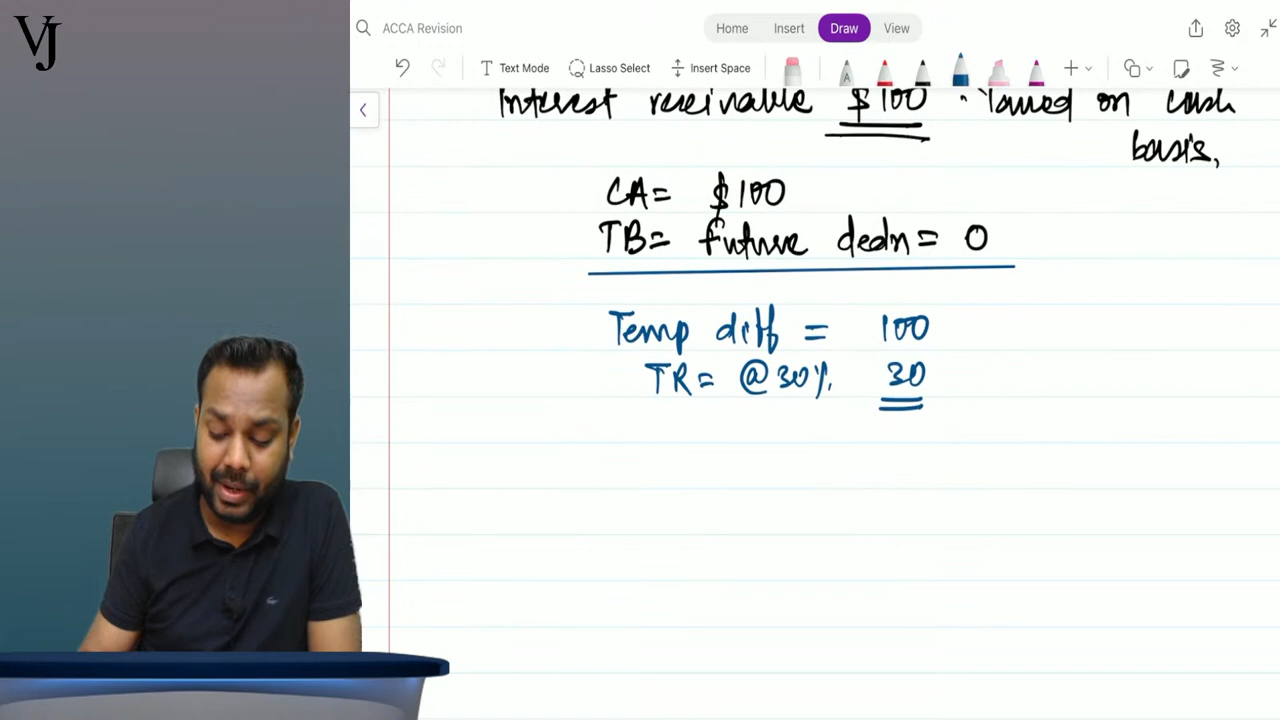 VJ
ACCA Revision
Home Insert Draw View
Text Mode Lasso Select Insert Space
Interest receivable $100 · Taxed on cash
basis,
CA= $100
TB= future dedn = 0
Temp diff = 100
TR= @30% 30